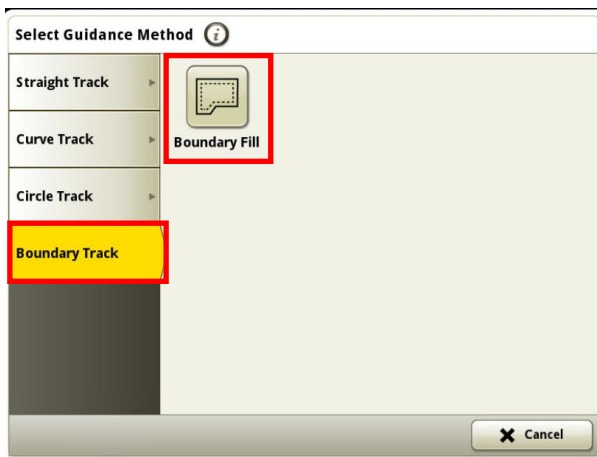 Select Guidance Method
Straight Track
Boundary Fill
Curve Track
Circle Track
Boundary Track
Cancel